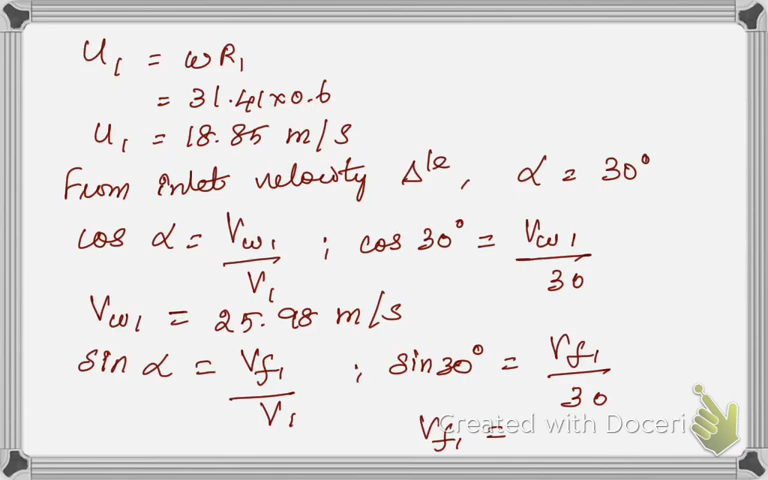 u₁ = ωR₁
= 31.41×0.6
u₁ = 18.85 m/s
From inlet velocity Δle, α = 30°
cos α = Vw₁/V₁ ; cos 30° = Vw₁/30
Vw₁ = 25.98 m/s
sin α = Vf₁/V₁ ; sin 30° = Vf₁/30
Vf₁ =
Created with Doceri